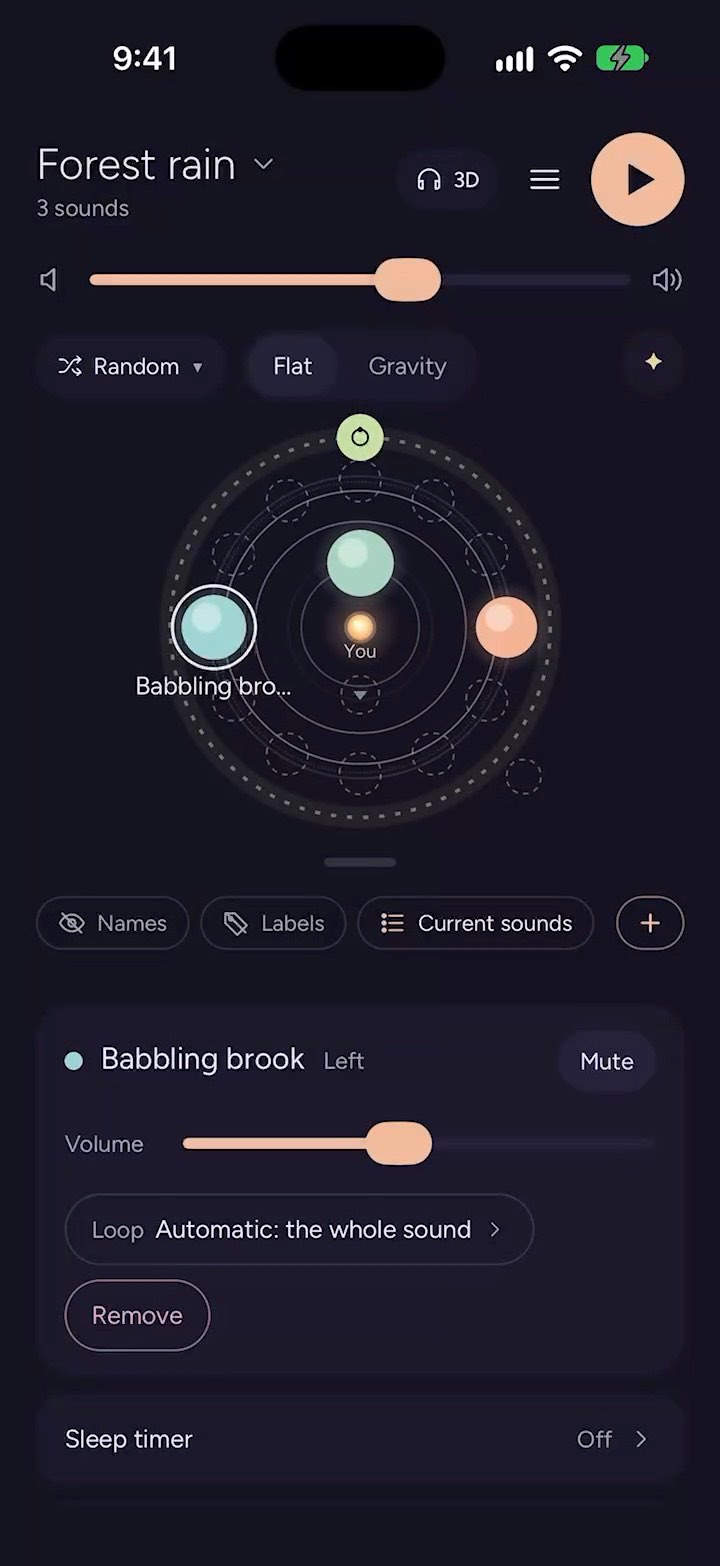 9:41
Forest rain
3 sounds
3D
Random
Flat
Gravity
You
Babbling bro...
Names
Labels
Current sounds
Babbling brook Left
Mute
Volume
Loop Automatic: the whole sound
Remove
Sleep timer
Off